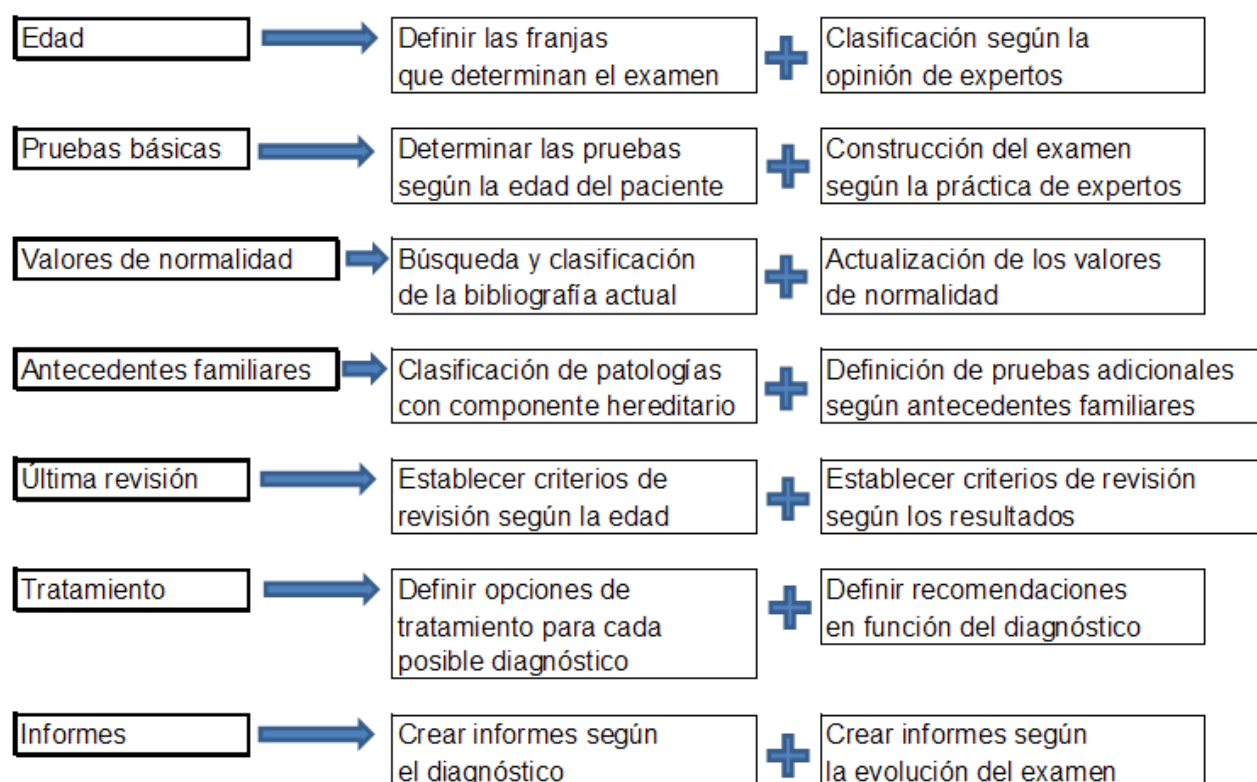 Edad
Definir las franjas
que determinan el examen
Clasificación según la
opinión de expertos
Pruebas básicas
Determinar las pruebas
según la edad del paciente
Construcción del examen
según la práctica de expertos
Valores de normalidad
Búsqueda y clasificación
de la bibliografía actual
Actualización de los valores
de normalidad
Antecedentes familiares
Clasificación de patologías
con componente hereditario
Definición de pruebas adicionales
según antecedentes familiares
Última revisión
Establecer criterios de
revisión según la edad
Establecer criterios de revisión
según los resultados
Tratamiento
Definir opciones de
tratamiento para cada
posible diagnóstico
Definir recomendaciones
en función del diagnóstico
Informes
Crear informes según
el diagnóstico
Crear informes según
la evolución del examen